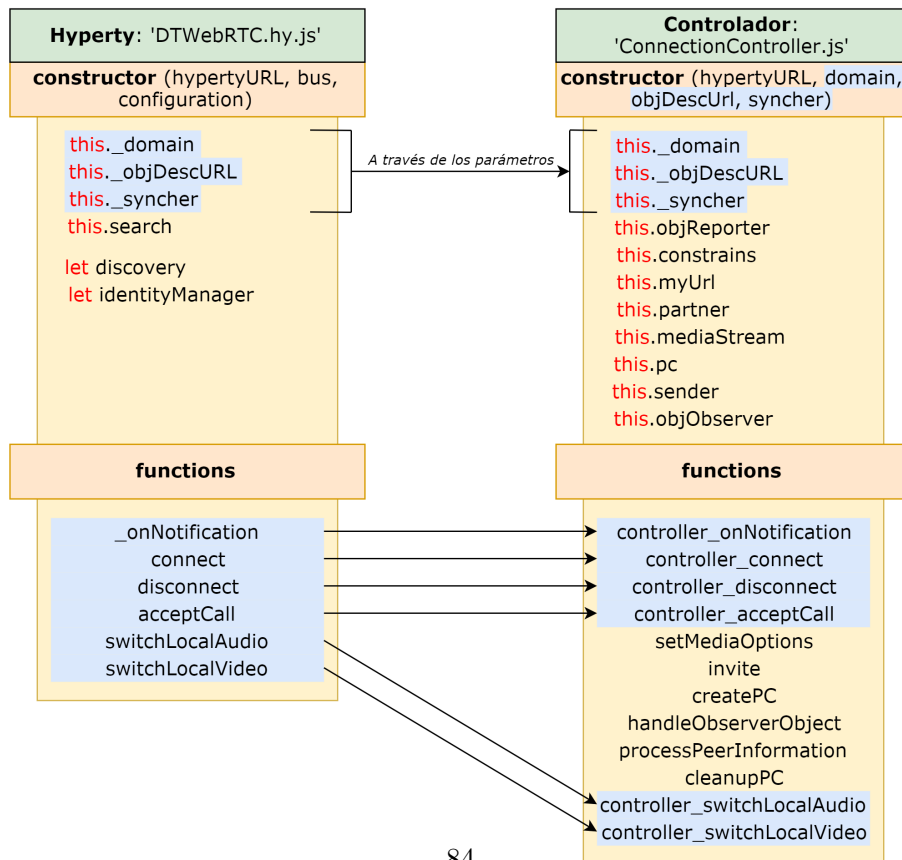 Hyperty: 'DTWebRTC.hy.js'
constructor (hypertyURL, bus,
configuration)
this._domain
this._objDescURL
this._syncher
this.search
let discovery
let identityManager
functions
_onNotification
connect
disconnect
acceptCall
switchLocalAudio
switchLocalVideo
A través de los parámetros
Controlador:
'ConnectionController.js'
constructor (hypertyURL, domain,
objDescUrl, syncher)
this._domain
this._objDescURL
this._syncher
this.objReporter
this.constrains
this.myUrl
this.partner
this.mediaStream
this.pc
this.sender
this.objObserver
functions
controller_onNotification
controller_connect
controller_disconnect
controller_acceptCall
setMediaOptions
invite
createPC
handleObserverObject
processPeerInformation
cleanupPC
controller_switchLocalAudio
controller_switchLocalVideo
84